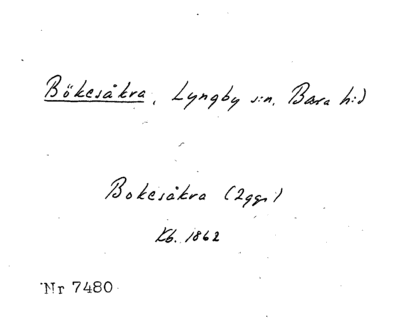 Bökesåkra, Lyngby s:n, Bara h:d
Bokesåkra (2ggr)
Kb. 1862
Nr 7480